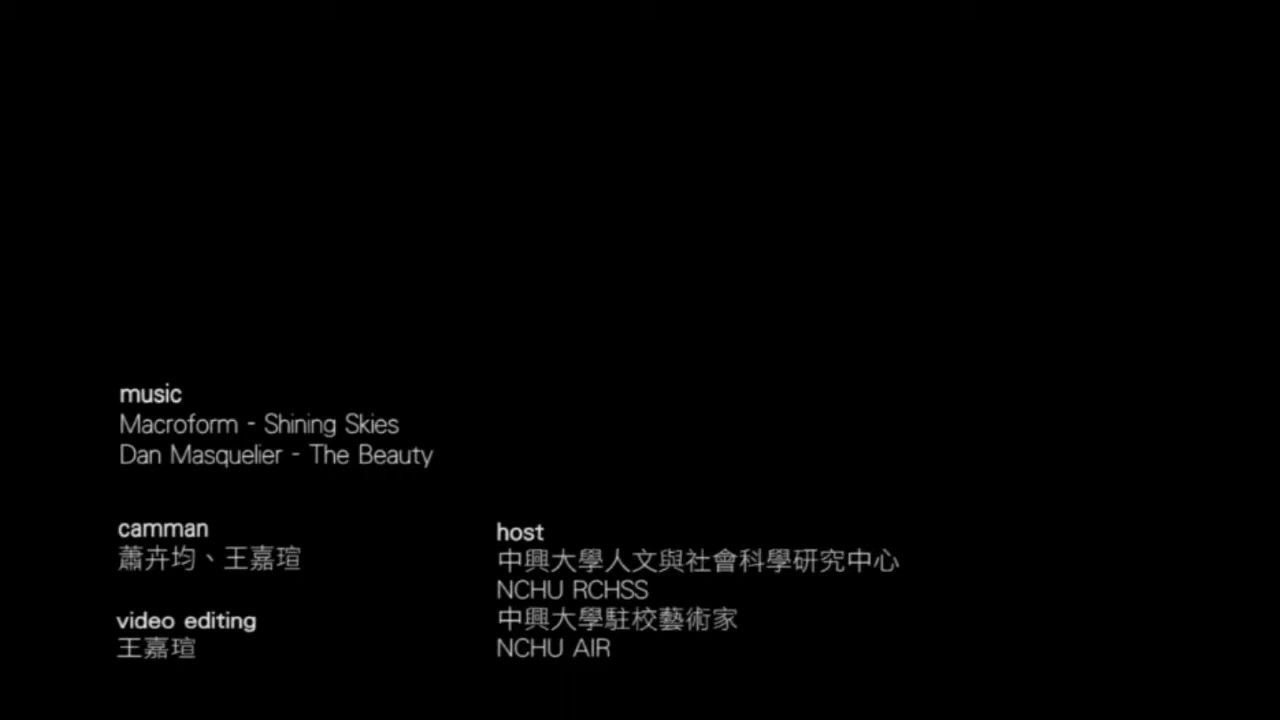 music
Macroform - Shining Skies
Dan Masquelier - The Beauty
camman
蕭卉均、王嘉瑄
video editing
王嘉瑄
host
中興大學人文與社會科學研究中心
NCHU RCHSS
中興大學駐校藝術家
NCHU AIR